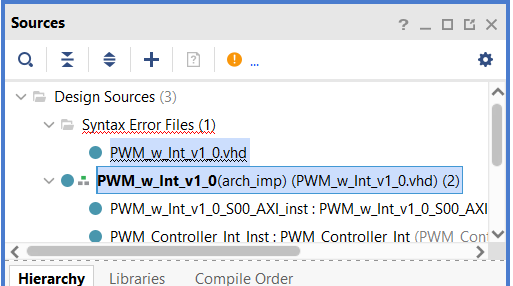 Sources
? _
...
Design Sources (3)
Syntax Error Files (1)
PWM_w_Int_v1_0.vhd
PWM_w_Int_v1_0(arch_imp) (PWM_w_Int_v1_0.vhd) (2)
PWM_w_Int_v1_0_S00_AXI_inst : PWM_w_Int_v1_0_S00_AXI
PWM_Controller_Int_Inst : PWM_Controller_Int (PWM_Cont
Hierarchy Libraries Compile Order